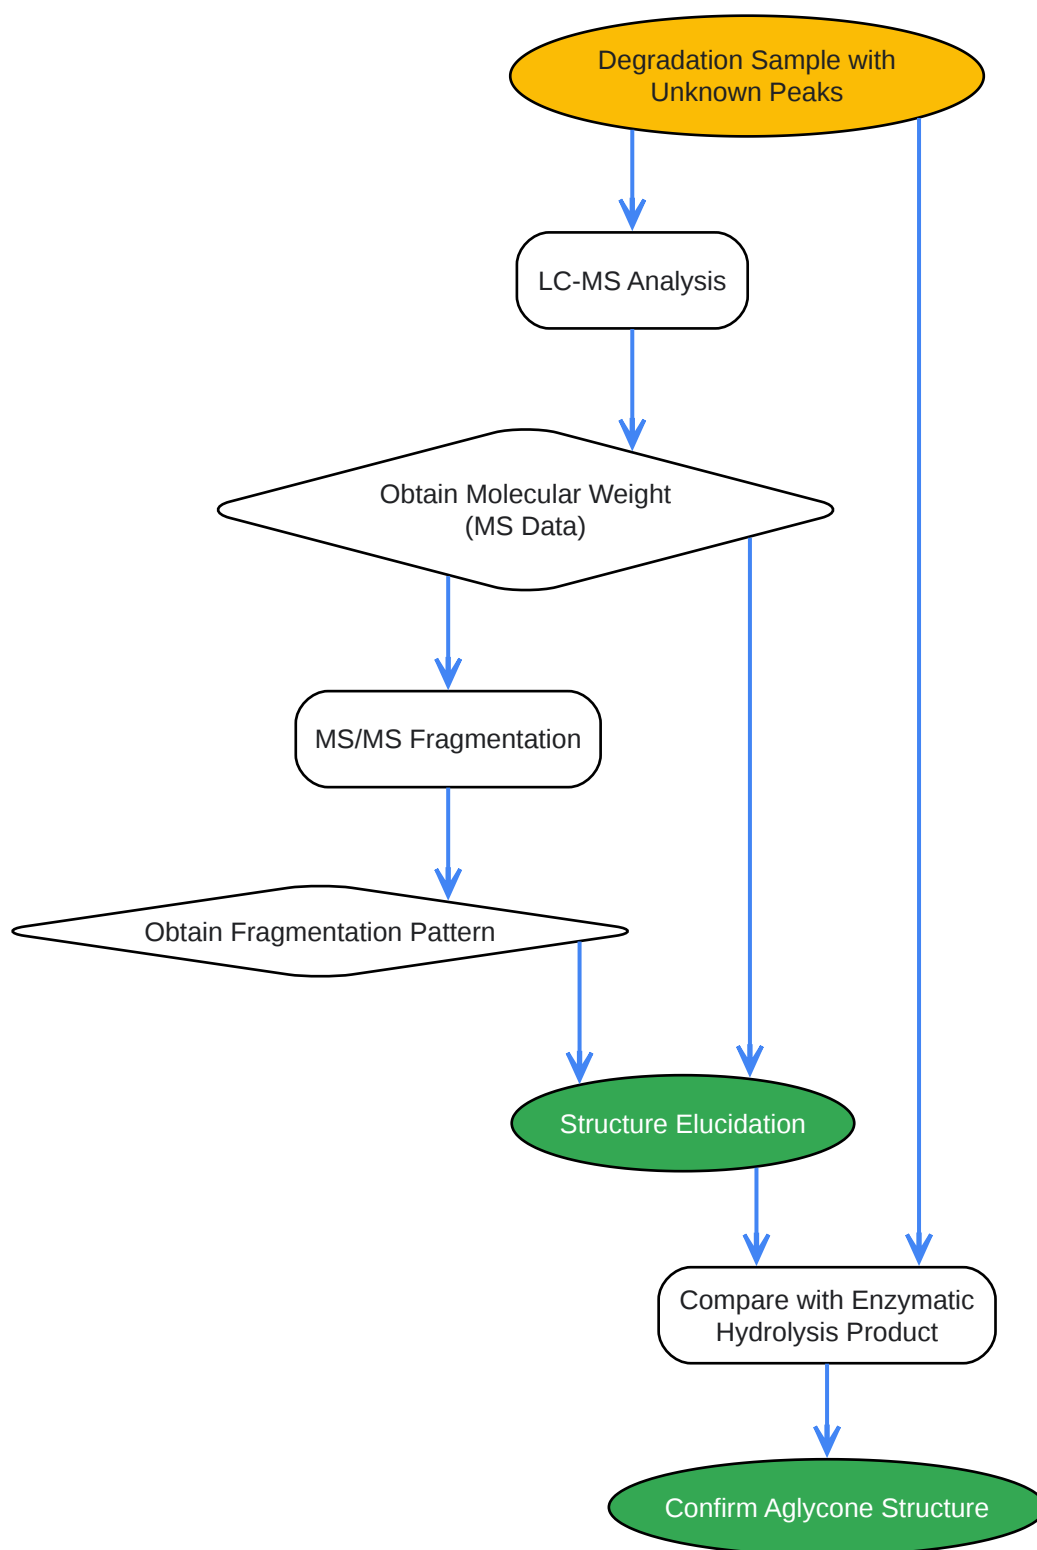 Degradation Sample with
Unknown Peaks
LC-MS Analysis
Obtain Molecular Weight
(MS Data)
MS/MS Fragmentation
Obtain Fragmentation Pattern
Structure Elucidation
Compare with Enzymatic
Hydrolysis Product
Confirm Aglycone Structure